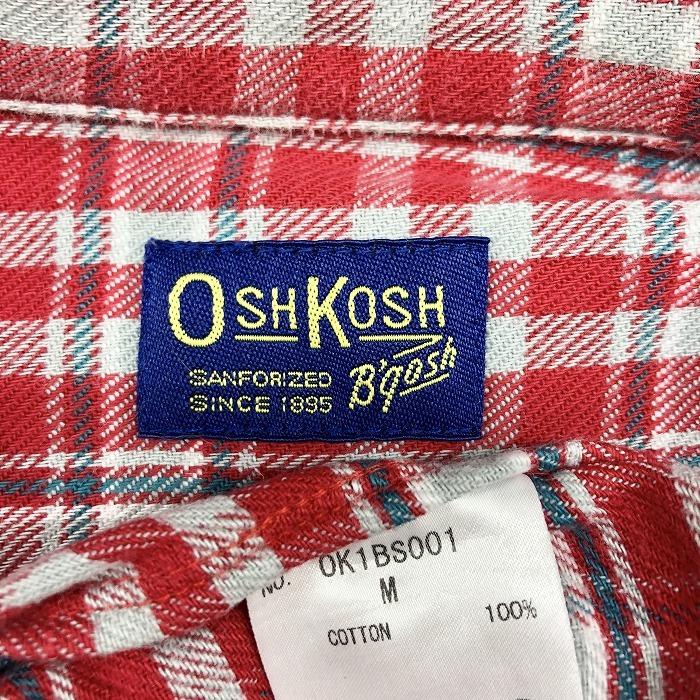 OSHKOSH
SANFORIZED B'gosh
SINCE 1895
NO. OK1BS001
M
COTTON 100%